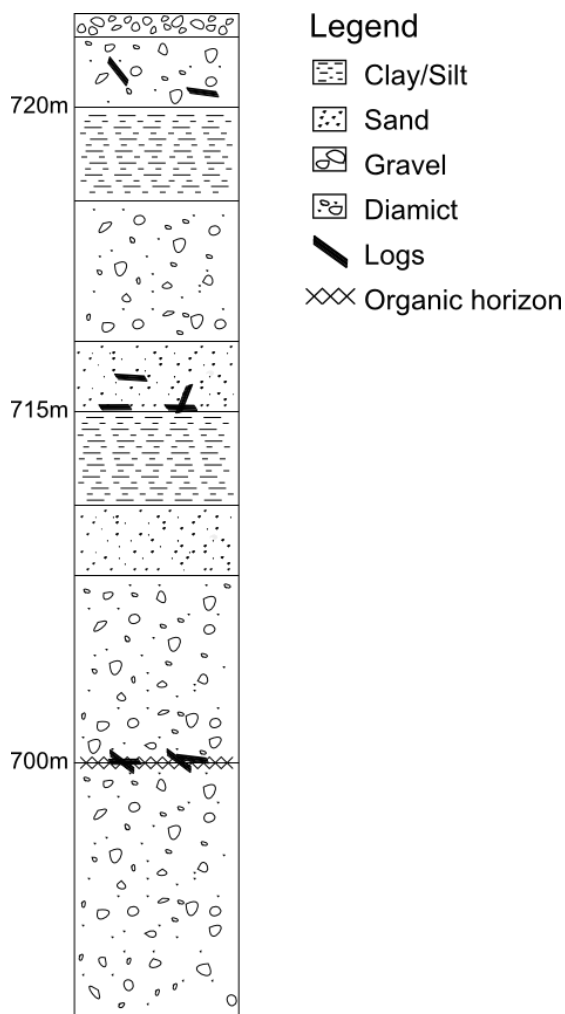 Legend
Clay/Silt
Sand
Gravel
Diamict
Logs
Organic horizon
720m
715m
700m